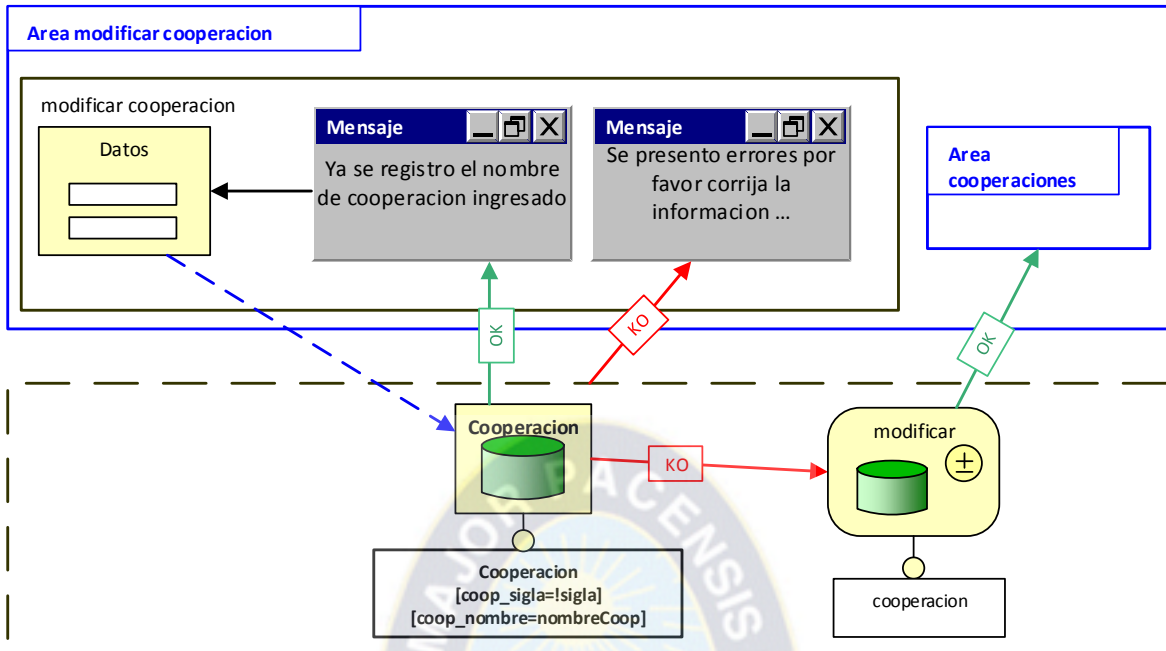 Area modificar cooperacion
modificar cooperacion
Datos
Mensaje
Ya se registro el nombre
de cooperacion ingresado
Mensaje
Se presento errores por
favor corrija la
informacion ...
Area
cooperaciones
OK
KO
OK
Cooperacion
KO
modificar
Cooperacion
[coop_sigla=!sigla]
[coop_nombre=nombreCoop]
cooperacion
MAJOR PACENSIS